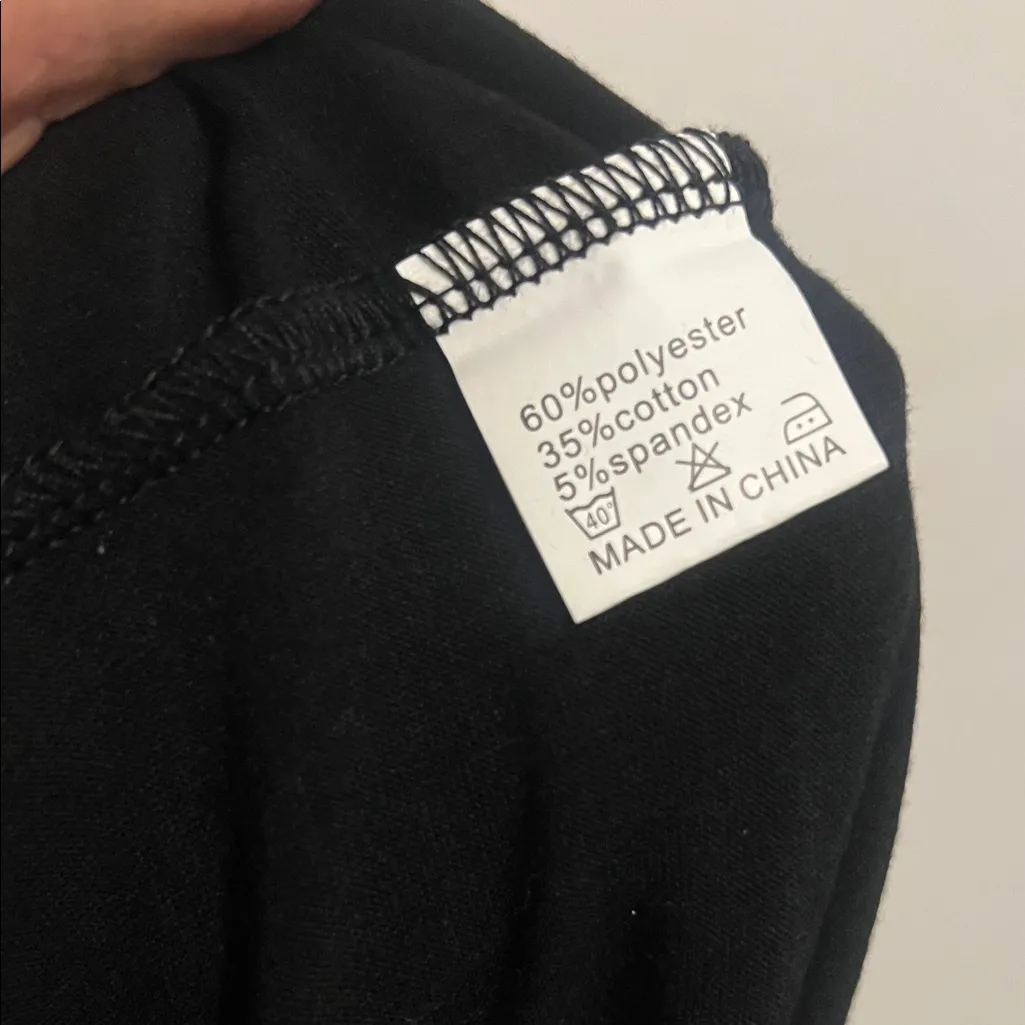 60%polyester
35%cotton
5%spandex
40°
MADE IN CHINA